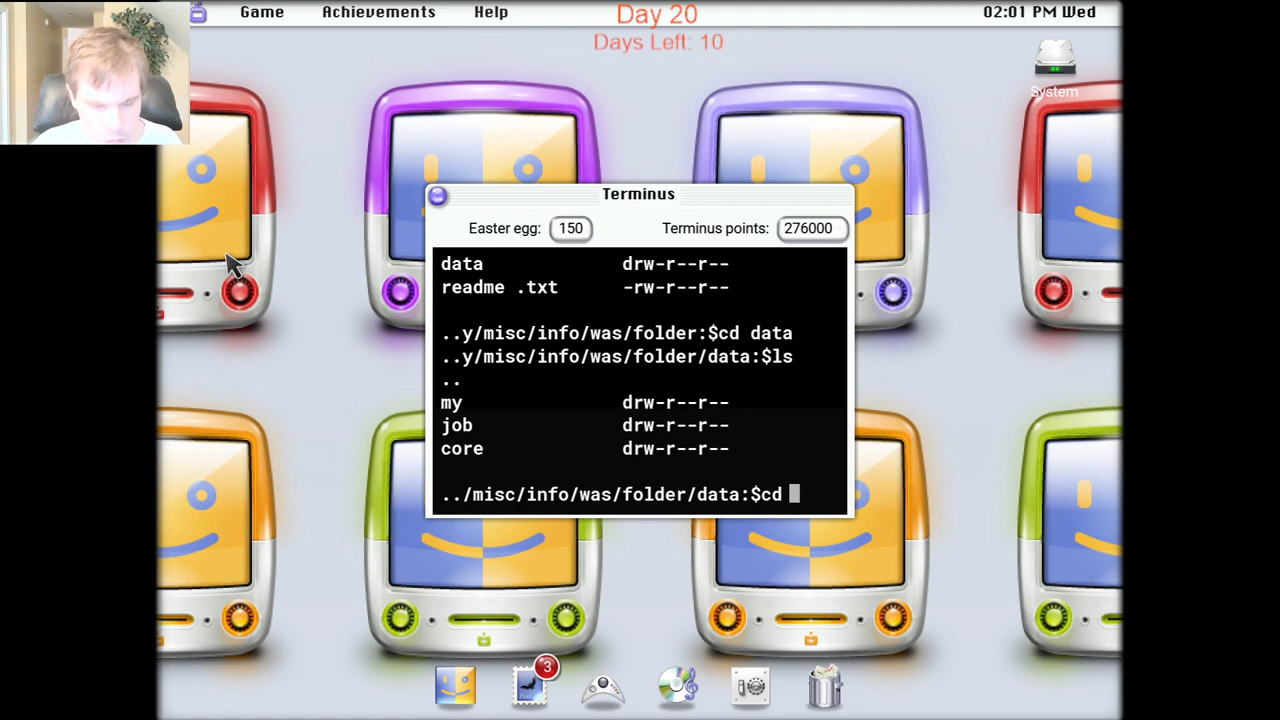 Game Achievements Help Day 20 02:01 PM Wed
Days Left: 10
System
Terminus
Easter egg: 150 Terminus points: 276000
data drw-r--r--
readme .txt -rw-r--r--
..y/misc/info/was/folder:$cd data
..y/misc/info/was/folder/data:$ls
..
my drw-r--r--
job drw-r--r--
core drw-r--r--
../misc/info/was/folder/data:$cd
3